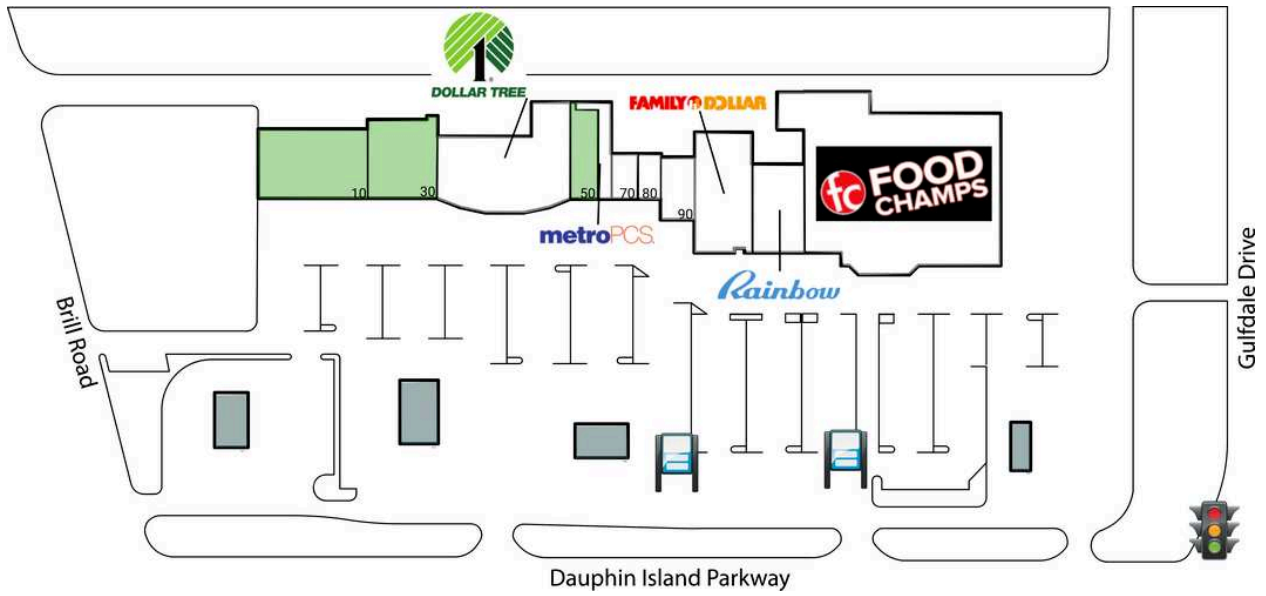 1
DOLLAR TREE
FAMILY DOLLAR
fc FOOD
CHAMPS
10
30
50
70
80
90
metroPCS.
Rainbow
Brill Road
Gulfdale Drive
Dauphin Island Parkway